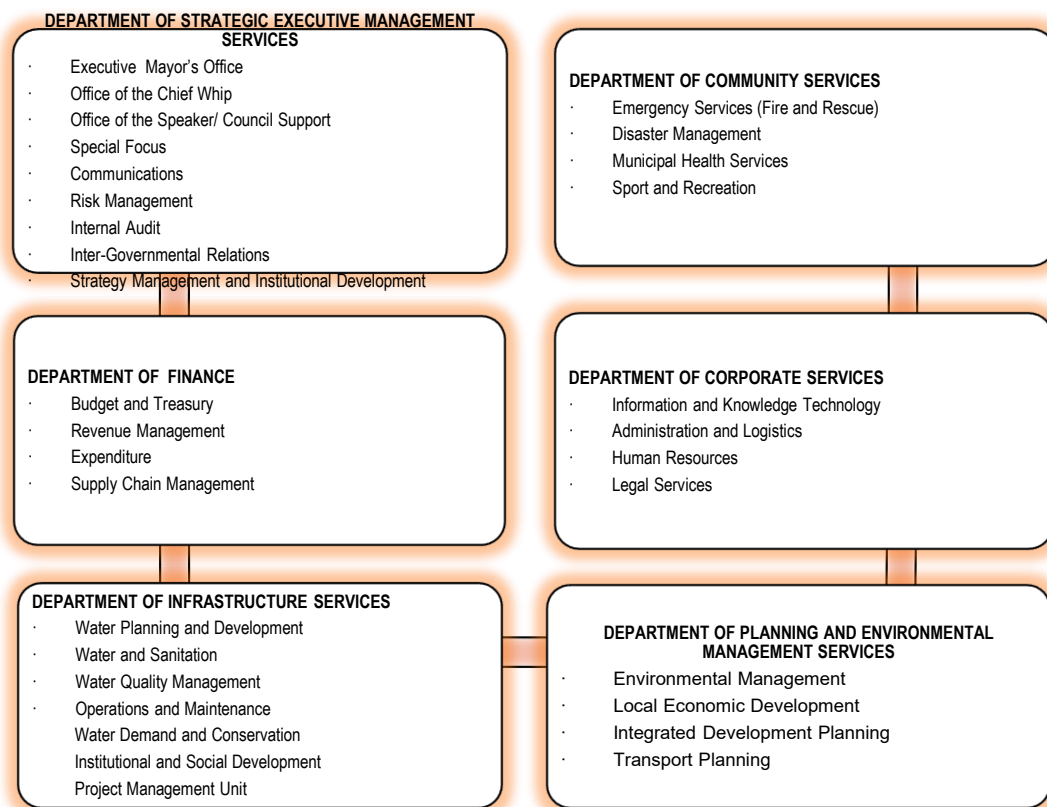 DEPARTMENT OF STRATEGIC EXECUTIVE MANAGEMENT
SERVICES
· Executive Mayor's Office
· Office of the Chief Whip
· Office of the Speaker/ Council Support
· Special Focus
· Communications
· Risk Management
· Internal Audit
· Inter-Governmental Relations
· Strategy Management and Institutional Development
DEPARTMENT OF FINANCE
· Budget and Treasury
· Revenue Management
· Expenditure
· Supply Chain Management
DEPARTMENT OF INFRASTRUCTURE SERVICES
· Water Planning and Development
· Water and Sanitation
· Water Quality Management
· Operations and Maintenance
Water Demand and Conservation
Institutional and Social Development
Project Management Unit
DEPARTMENT OF COMMUNITY SERVICES
· Emergency Services (Fire and Rescue)
· Disaster Management
· Municipal Health Services
· Sport and Recreation
DEPARTMENT OF CORPORATE SERVICES
· Information and Knowledge Technology
· Administration and Logistics
· Human Resources
· Legal Services
DEPARTMENT OF PLANNING AND ENVIRONMENTAL
MANAGEMENT SERVICES
· Environmental Management
· Local Economic Development
· Integrated Development Planning
· Transport Planning